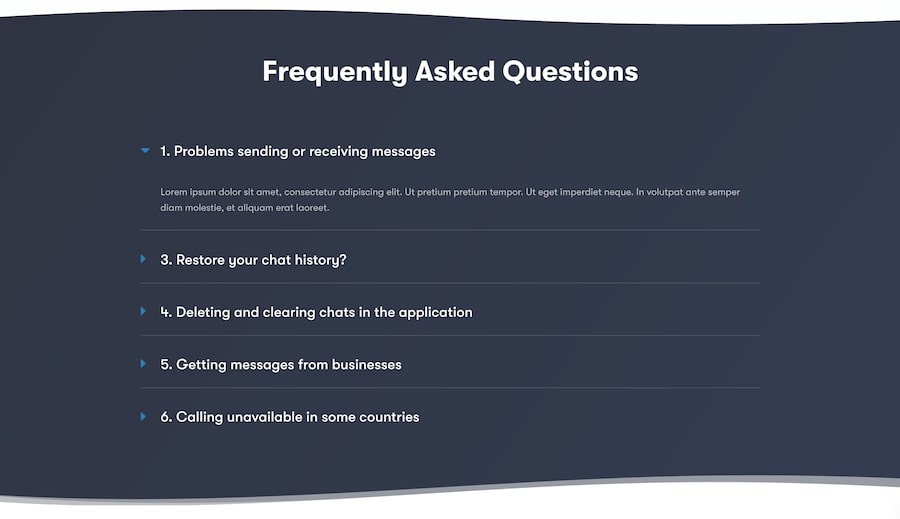 Frequently Asked Questions
1. Problems sending or receiving messages
Lorem ipsum dolor sit amet, consectetur adipiscing elit. Ut pretium pretium tempor. Ut eget imperdiet neque. In volutpat ante semper
diam molestie, et aliquam erat laoreet.
3. Restore your chat history?
4. Deleting and clearing chats in the application
5. Getting messages from businesses
6. Calling unavailable in some countries